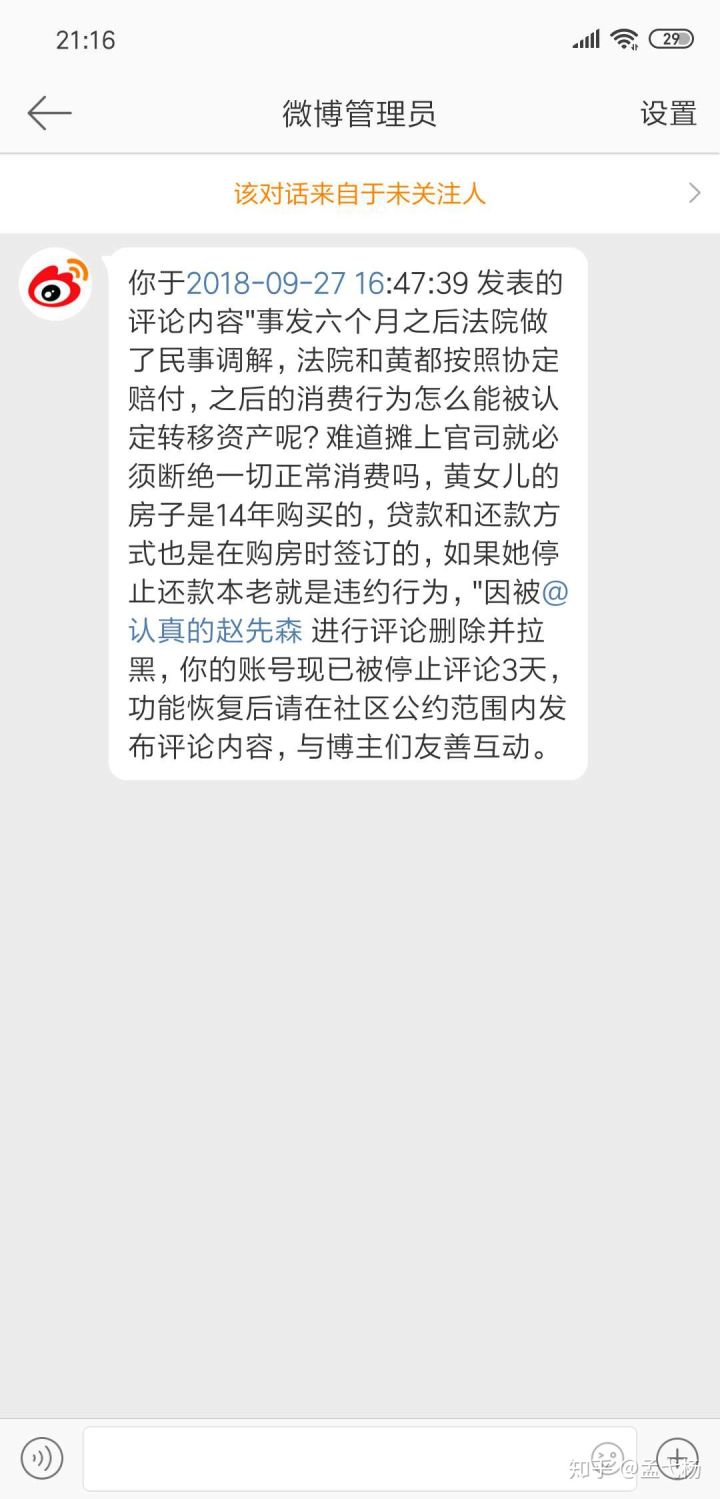 21:16
29
微博管理员
设置
该对话来自于未关注人
你于2018-09-27 16:47:39 发表的
评论内容"事发六个月之后法院做
了民事调解，法院和黄都按照协定
赔付，之后的消费行为怎么能被认
定转移资产呢？难道摊上官司就必
须断绝一切正常消费吗，黄女儿的
房子是14年购买的，贷款和还款方
式也是在购房时签订的，如果她停
止还款本老就是违约行为，"因被@
认真的赵先森 进行评论删除并拉
黑，你的账号现已被停止评论3天，
功能恢复后请在社区公约范围内发
布评论内容，与博主们友善互动。
知乎 @孟弋杨